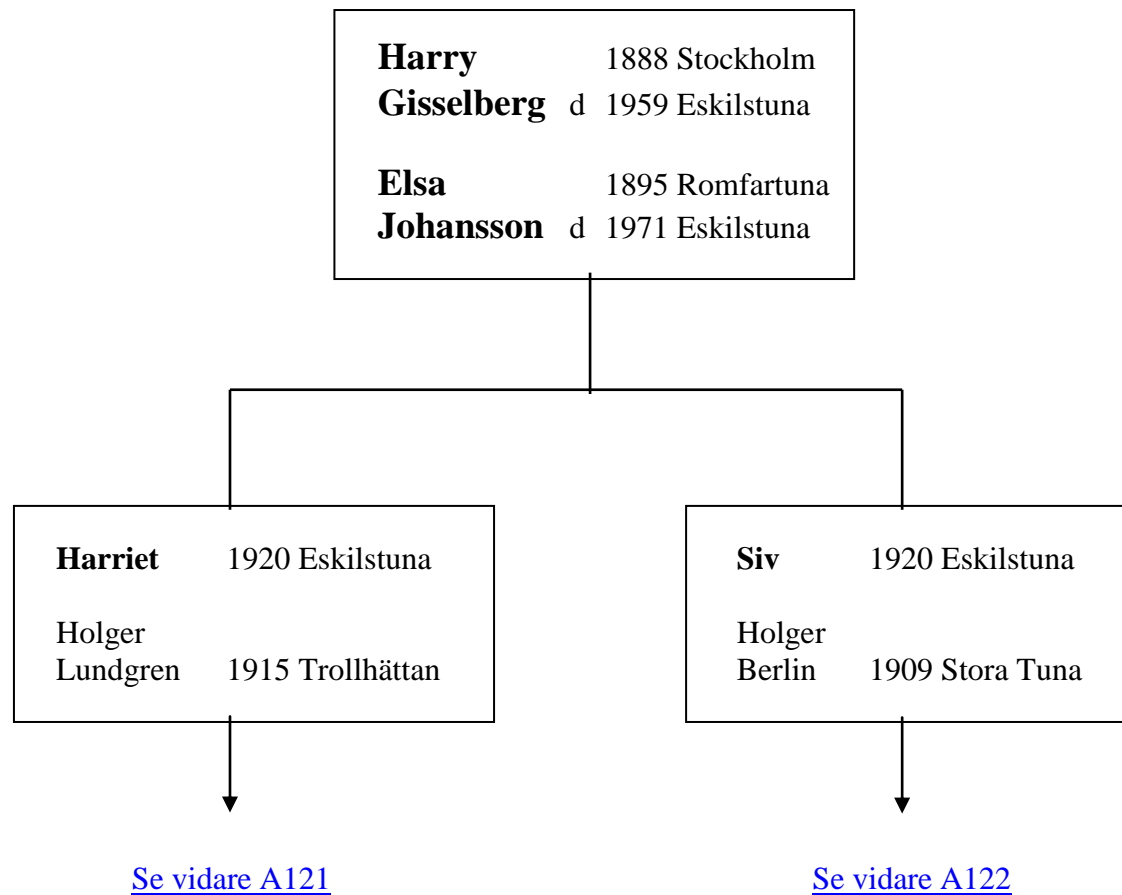 Harry 1888 Stockholm
Gisselberg d 1959 Eskilstuna
Elsa 1895 Romfartuna
Johansson d 1971 Eskilstuna
Harriet 1920 Eskilstuna
Holger
Lundgren 1915 Trollhättan
Siv 1920 Eskilstuna
Holger
Berlin 1909 Stora Tuna
Se vidare A121
Se vidare A122